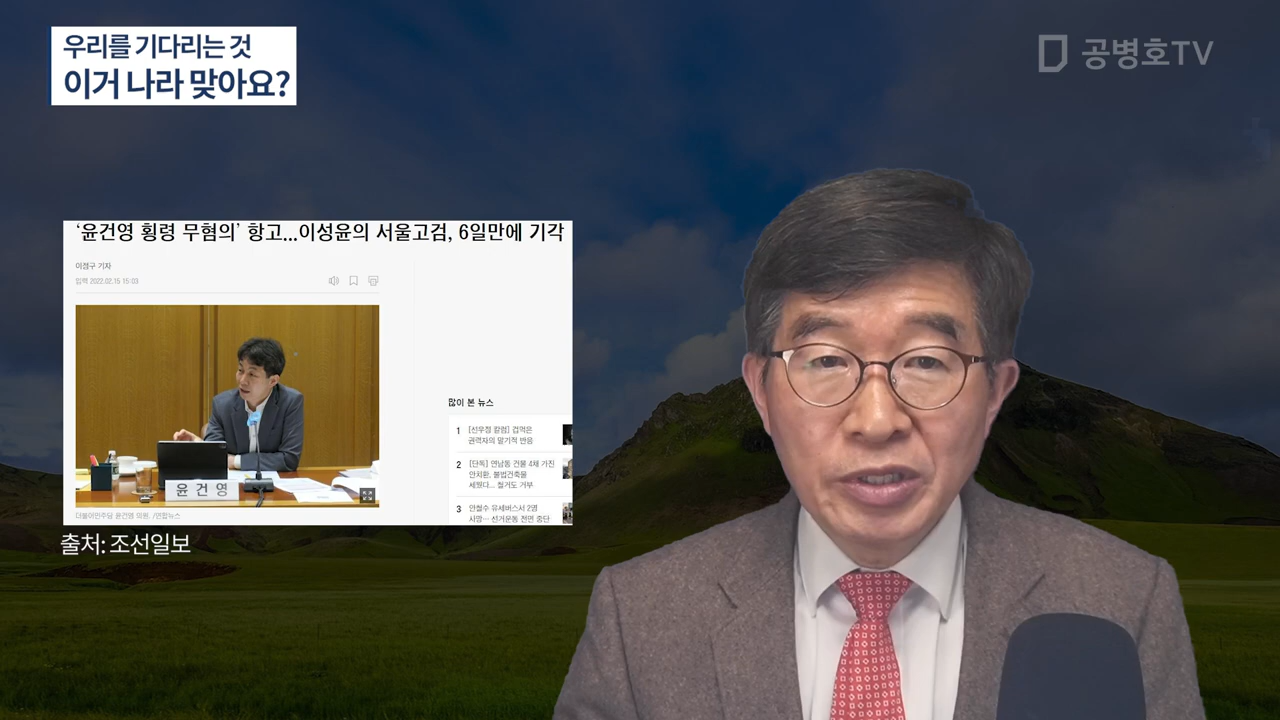 우리를 기다리는 것
이거 나라 맞아요?
공병호TV
‘윤건영 횡령 무혐의’ 항고...이성윤의 서울고검, 6일만에 기각
이정구 기자
입력 2022.02.15 15:03
윤건영
더불어민주당 윤건영 의원. /연합뉴스
많이 본 뉴스
1 [선우정 칼럼] 겁먹은
권력자의 말기적 반응
2 [단독] 연남동 건물 4채 가진
안치환, 불법건축물
세웠다... 철거도 거부
3 안철수 유세버스서 2명
사망… 선거운동 전면 중단
출처: 조선일보